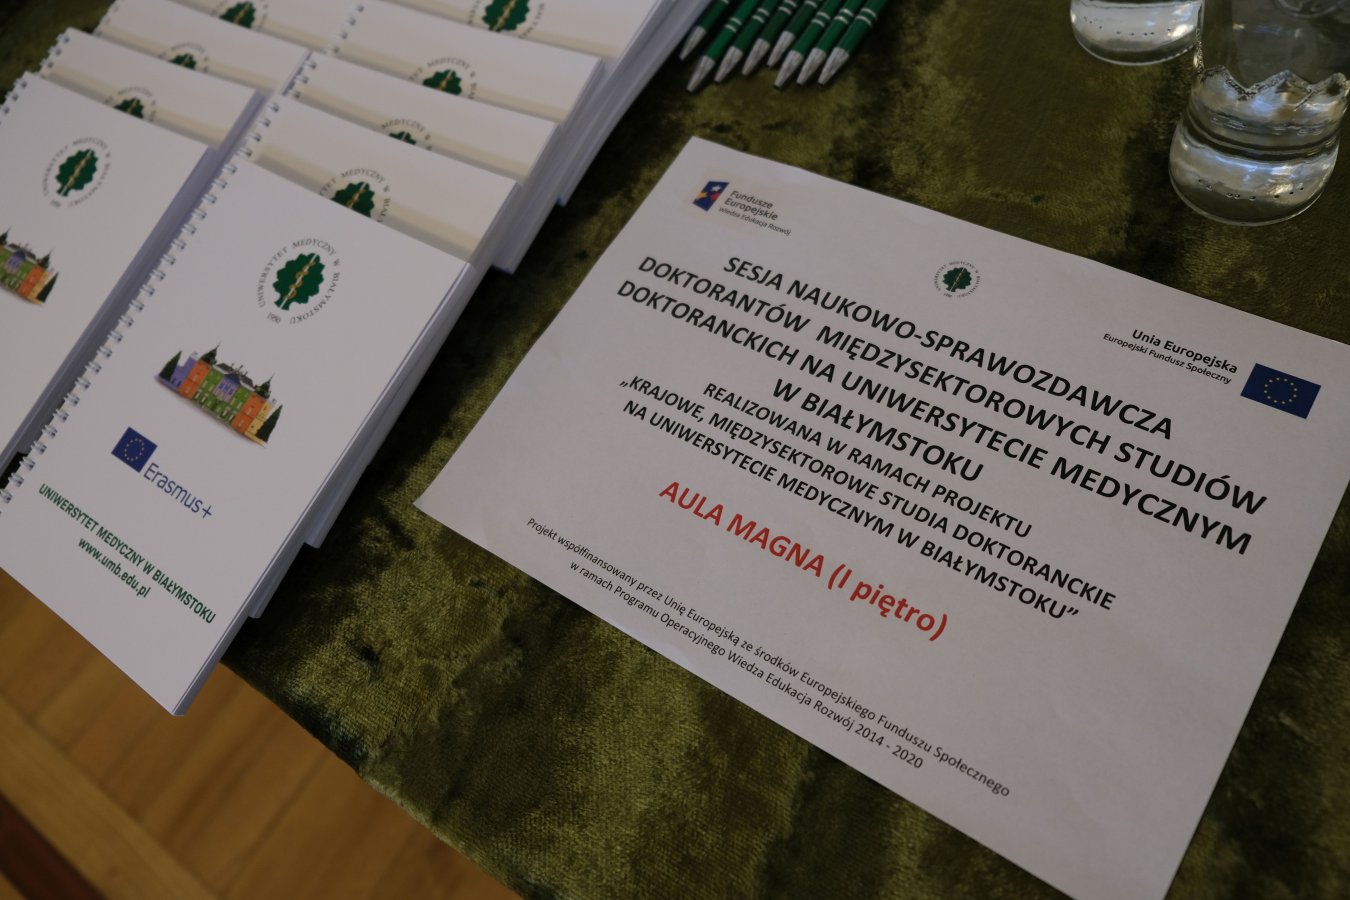 UNIWERSYTET MEDYCZNY W BIAŁYMSTOKU
1950
Erasmus+
UNIWERSYTET MEDYCZNY W BIAŁYMSTOKU
www.umb.edu.pl
Fundusze
Europejskie
Wiedza Edukacja Rozwój
Unia Europejska
Europejski Fundusz Społeczny
SESJA NAUKOWO-SPRAWOZDAWCZA
DOKTORANTÓW MIĘDZYSEKTOROWYCH STUDIÓW
DOKTORANCKICH NA UNIWERSYTECIE MEDYCZNYM
W BIAŁYMSTOKU
REALIZOWANA W RAMACH PROJEKTU
„KRAJOWE, MIĘDZYSEKTOROWE STUDIA DOKTORANCKIE
NA UNIWERSYTECIE MEDYCZNYM W BIAŁYMSTOKU”
AULA MAGNA (I piętro)
Projekt współfinansowany przez Unię Europejską ze środków Europejskiego Funduszu Społecznego
w ramach Programu Operacyjnego Wiedza Edukacja Rozwój 2014 - 2020